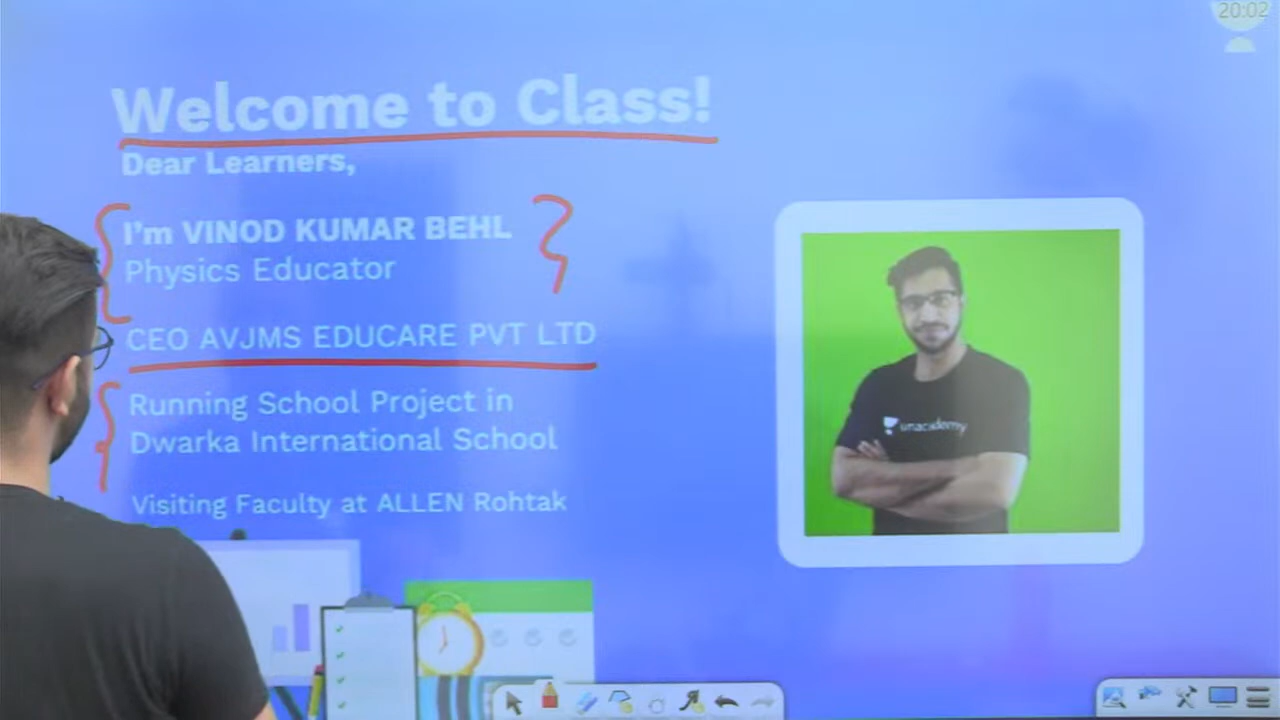 20:02
Welcome to Class!
Dear Learners,
I'm VINOD KUMAR BEHL
Physics Educator
CEO AVJMS EDUCARE PVT LTD
Running School Project in
Dwarka International School
Visiting Faculty at ALLEN Rohtak
unacademy